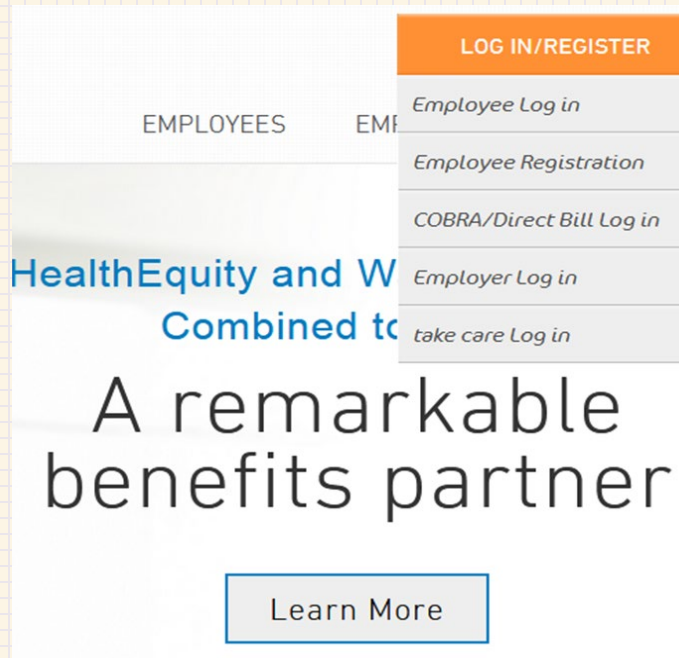 LOG IN/REGISTER
EMPLOYEES
Employee Log in
Employee Registration
COBRA/Direct Bill Log in
HealthEquity and
Employer Log in
Combined
take care Log in
A remarkable
benefits partner
Learn More